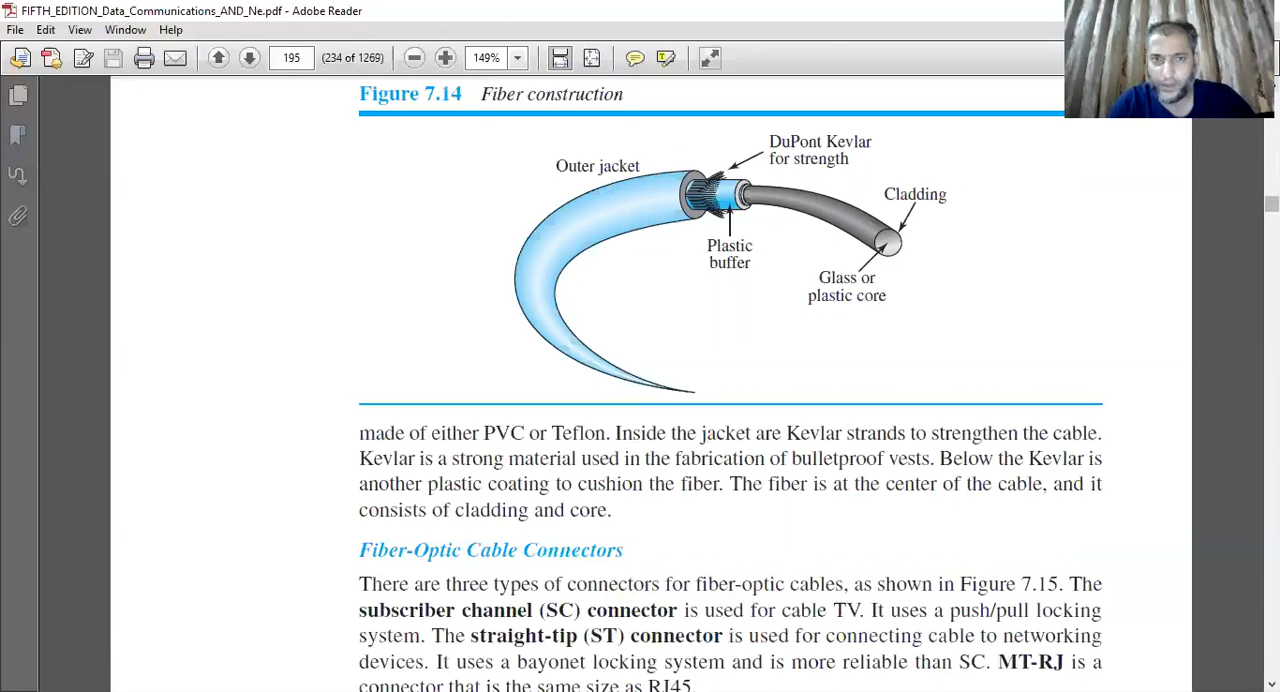 FIFTH_EDITION_Data_Communications_AND_Ne.pdf - Adobe Reader
File Edit View Window Help
195 (234 of 1269) 149%
Figure 7.14 Fiber construction
DuPont Kevlar
for strength
Outer jacket
Cladding
Plastic
buffer
Glass or
plastic core
made of either PVC or Teflon. Inside the jacket are Kevlar strands to strengthen the cable.
Kevlar is a strong material used in the fabrication of bulletproof vests. Below the Kevlar is
another plastic coating to cushion the fiber. The fiber is at the center of the cable, and it
consists of cladding and core.
Fiber-Optic Cable Connectors
There are three types of connectors for fiber-optic cables, as shown in Figure 7.15. The
subscriber channel (SC) connector is used for cable TV. It uses a push/pull locking
system. The straight-tip (ST) connector is used for connecting cable to networking
devices. It uses a bayonet locking system and is more reliable than SC. MT-RJ is a
connector that is the same size as RJ45.